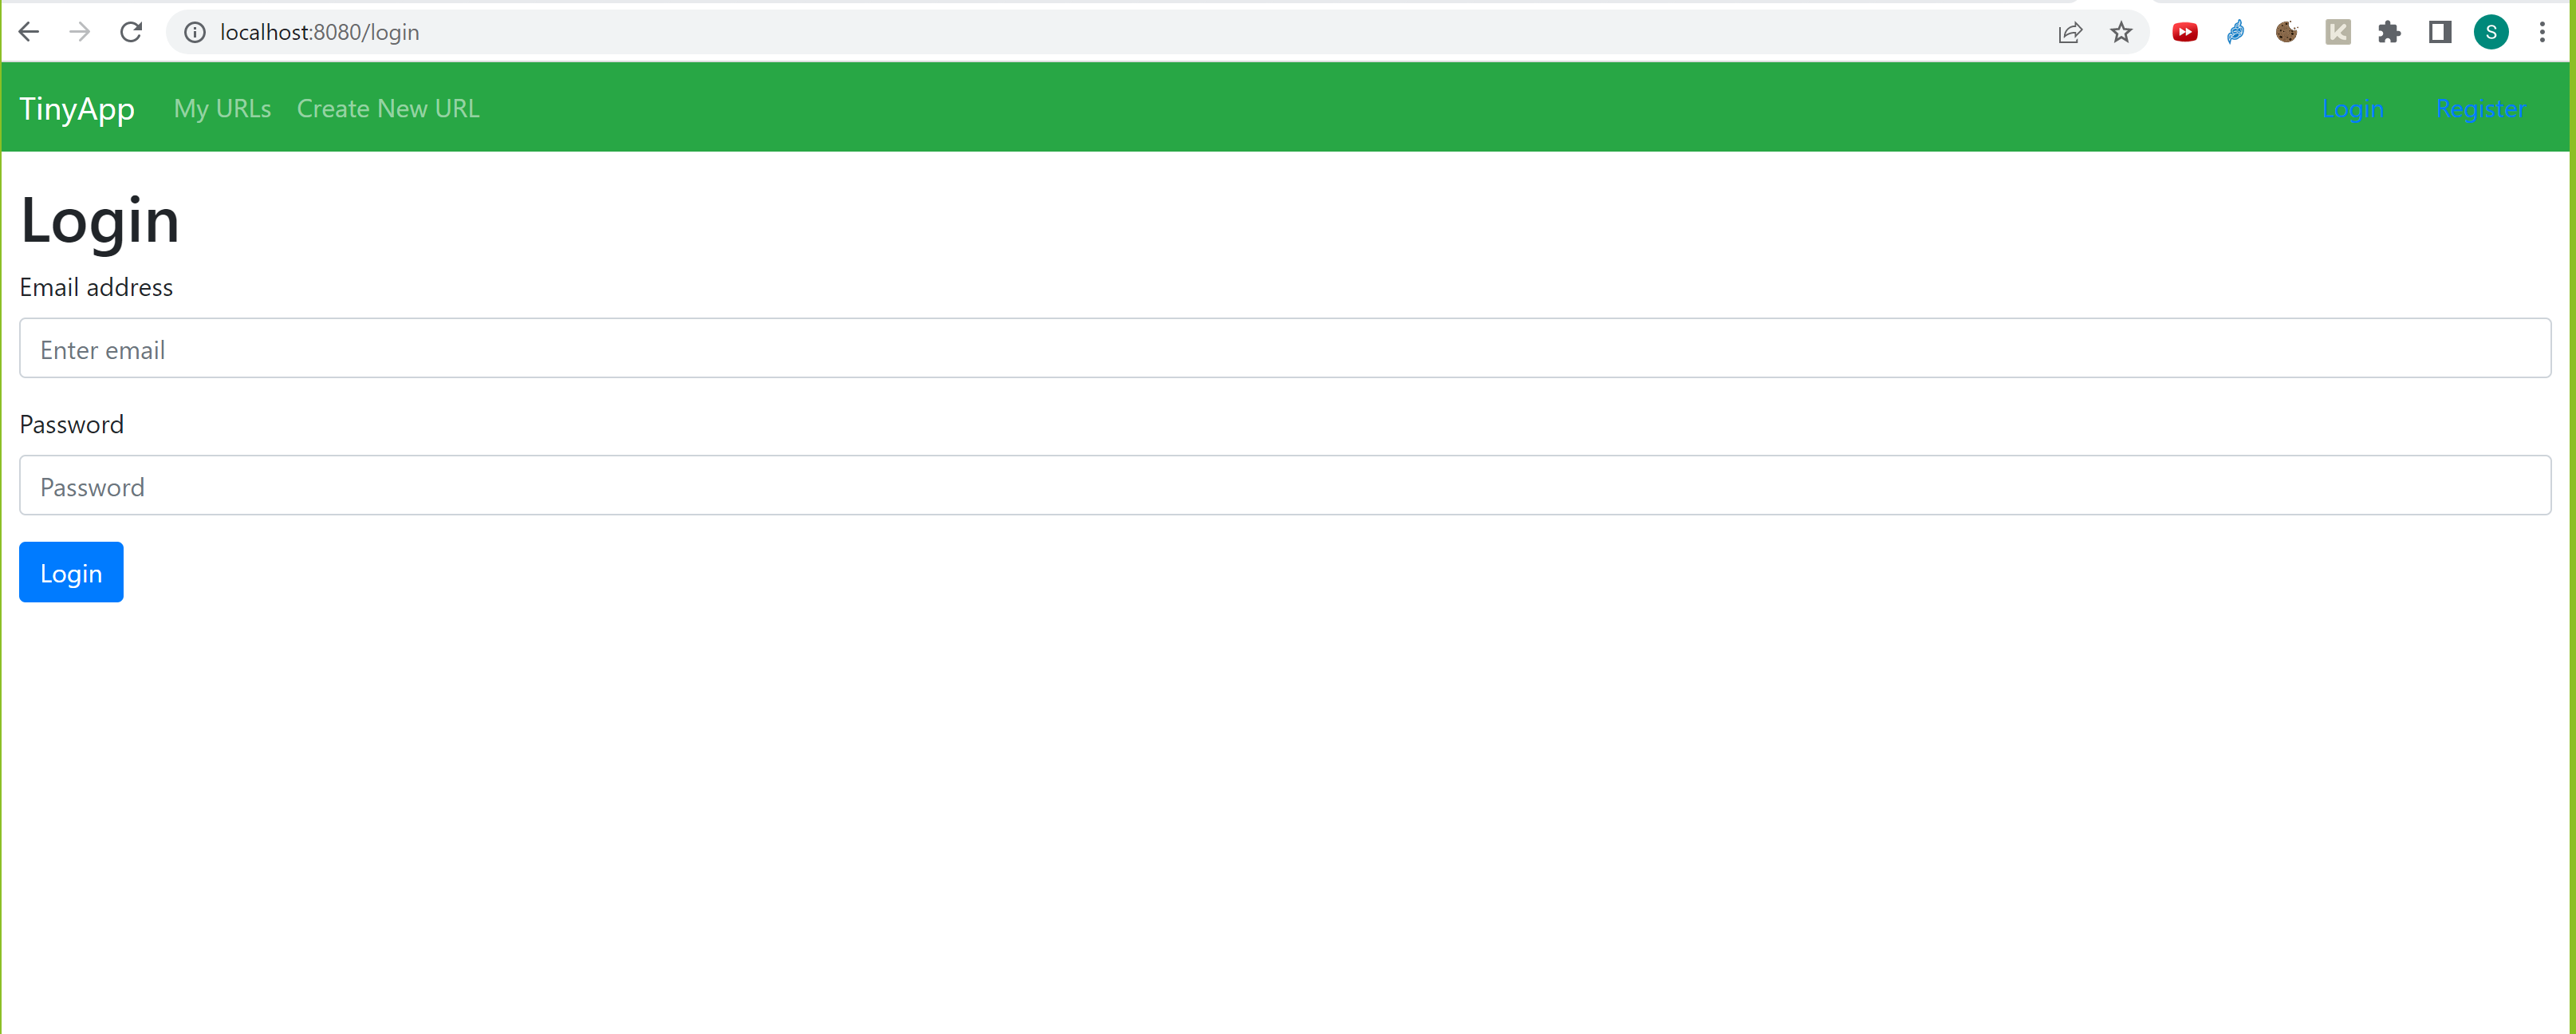 localhost:8080/login
S
TinyApp My URLs Create New URL Login Register
Login
Email address
Enter email
Password
Password
Login